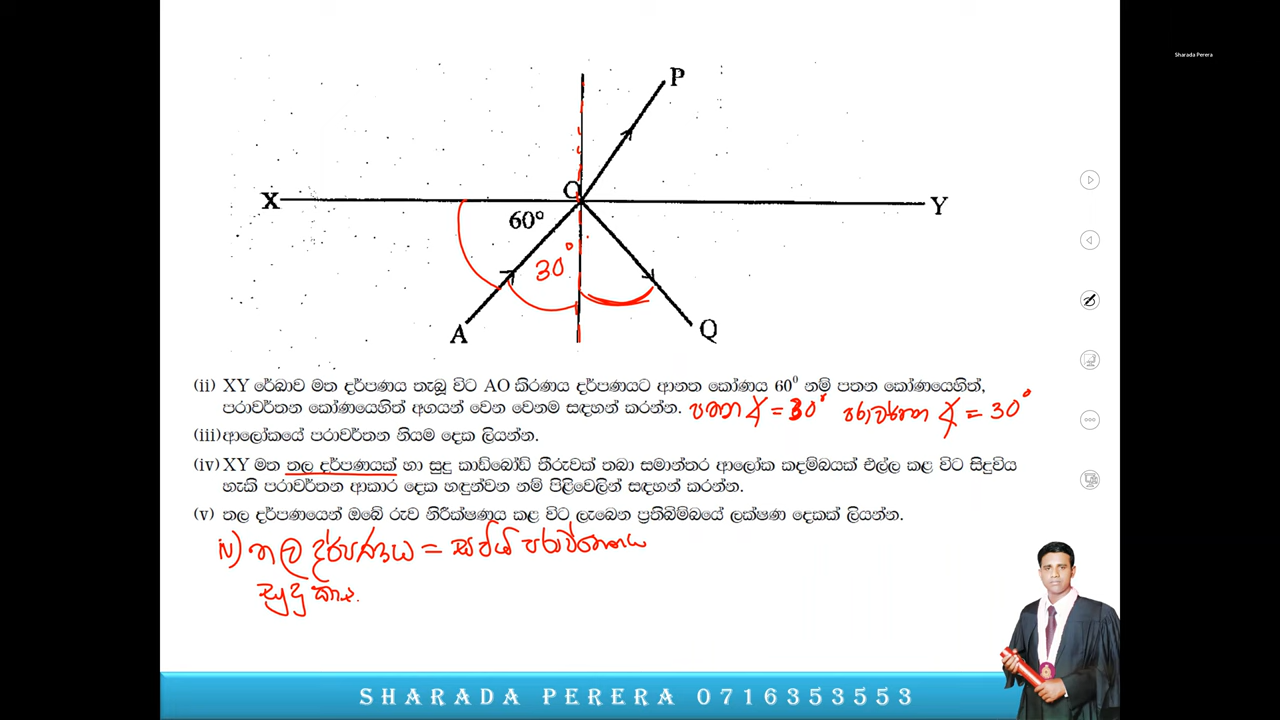 Sharada Perera
P
X
O
Y
60°
30°
A
Q
(ii) XY රේඛාව මත දර්පණය තැබූ විට AO කිරණය දර්පණයට ආනත කෝණය 60⁰ නම් පතන කෝණයෙහිත්,
පරාවර්තන කෝණයෙහිත් අගයන් වෙන වෙනම සඳහන් කරන්න. පතන ∢ = 30° පරාවර්තන ∢ = 30°
(iii) ආලෝකයේ පරාවර්තන නියම දෙක ලියන්න.
(iv) XY මත තල දර්පණයක් හා සුදු කාඩ්බෝඩ් තීරුවක් තබා සමාන්තර ආලෝක කදම්බයක් එල්ල කළ විට සිදුවිය
හැකි පරාවර්තන ආකාර දෙක හඳුන්වන නම් පිළිවෙලින් සඳහන් කරන්න.
(v) තල දර්පණයෙන් ඔබේ රුව නිරීක්ෂණය කළ විට ලැබෙන ප්‍රතිබිම්බයේ ලක්ෂණ දෙකක් ලියන්න.
iv) තල දර්පණය = සවිධි පරාවර්තනය
සුදු
SHARADA PERERA 0716353553